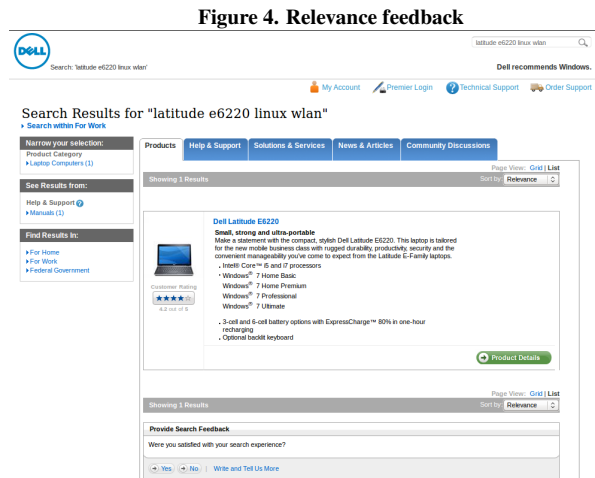 Figure 4. Relevance feedback
DELL
latitude e6220 linux wlan
Search: 'latitude e6220 linux wlan'
Dell recommends Windows.
My Account Premier Login Technical Support Order Support
Search Results for "latitude e6220 linux wlan"
Search within For Work
Narrow your selection:
Product Category
Laptop Computers (1)
See Results from:
Help & Support
Manuals (1)
Find Results In:
For Home
For Work
Federal Government
Products Help & Support Solutions & Services News & Articles Community Discussions
Page View: Grid | List
Showing 1 Results Sort by: Relevance
Dell Latitude E6220
Small, strong and ultra-portable
Make a statement with the compact, stylish Dell Latitude E6220. This laptop is tailored
for the new mobile business class with rugged durability, productivity, security and the
convenient manageability you've come to expect from the Latitude E-Family laptops.
Intel® Core™ i5 and i7 processors
Windows® 7 Home Basic
Windows® 7 Home Premium
Windows® 7 Professional
Windows® 7 Ultimate
3-cell and 6-cell battery options with ExpressCharge™ 80% in one-hour
recharging
Optional backlit keyboard
Customer Rating
4.2 out of 5
Product Details
Page View: Grid | List
Showing 1 Results Sort by: Relevance
Provide Search Feedback
Were you satisfied with your search experience?
Yes No | Write and Tell Us More